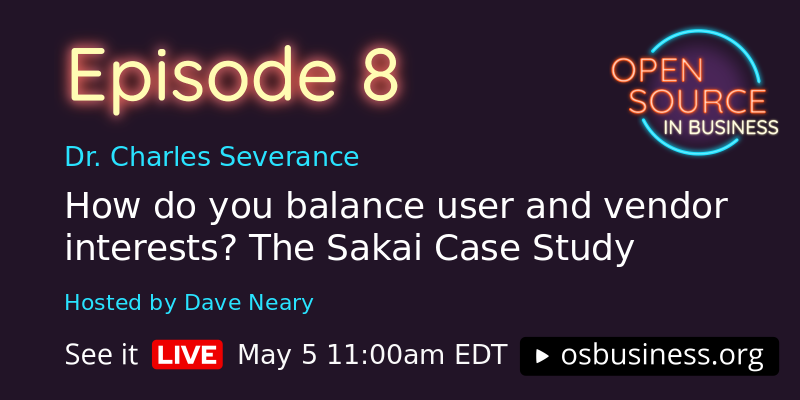 Episode 8
OPEN
SOURCE
IN BUSINESS
Dr. Charles Severance
How do you balance user and vendor
interests? The Sakai Case Study
Hosted by Dave Neary
See it LIVE May 5 11:00am EDT osbusiness.org